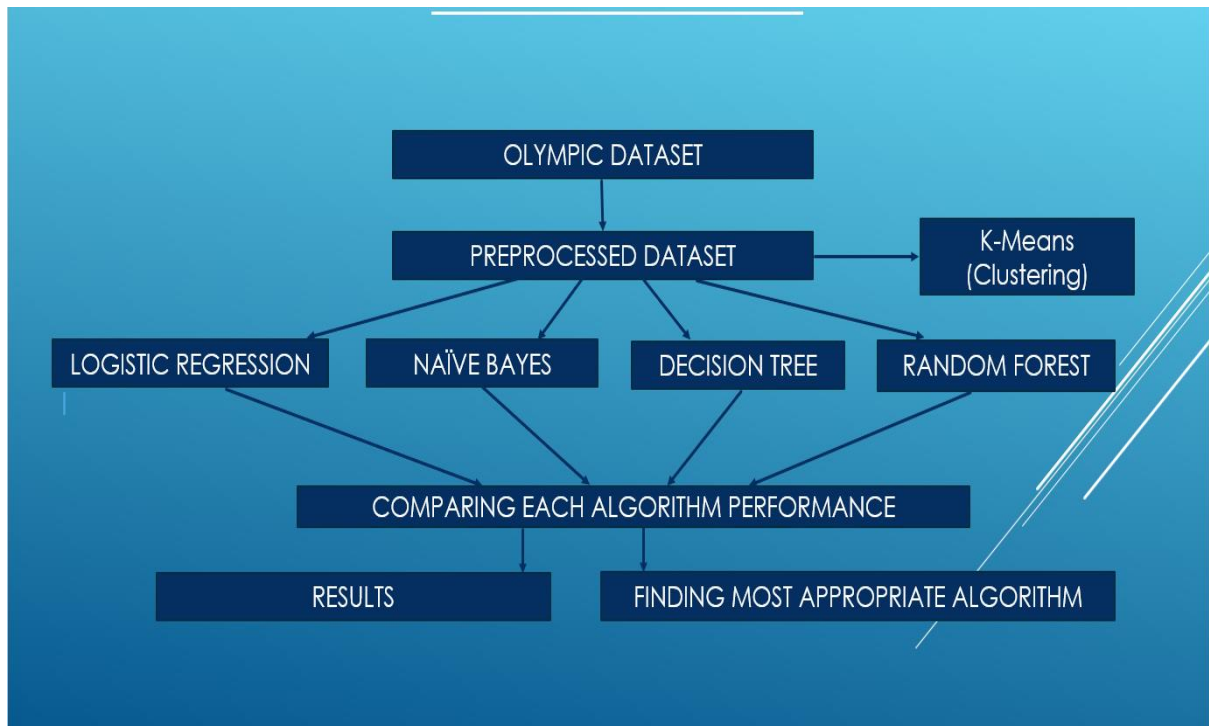 OLYMPIC DATASET
PREPROCESSED DATASET
K-Means
(Clustering)
LOGISTIC REGRESSION
NAÏVE BAYES
DECISION TREE
RANDOM FOREST
COMPARING EACH ALGORITHM PERFORMANCE
RESULTS
FINDING MOST APPROPRIATE ALGORITHM